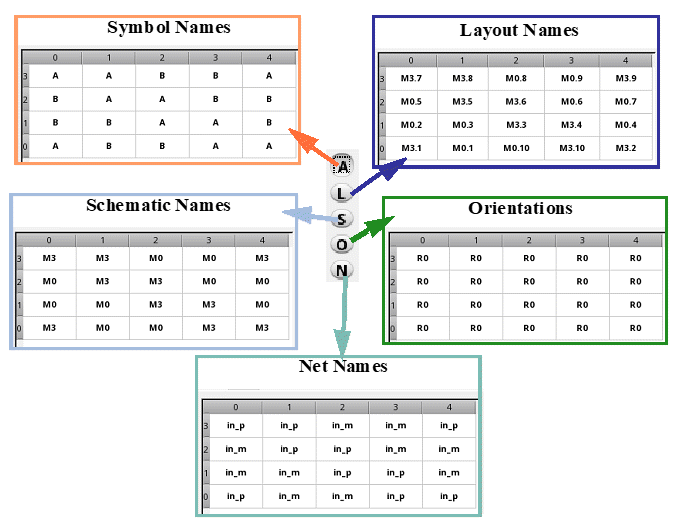 Symbol Names
0 1 2 3 4
3 A A B B A
2 B A A B B
1 B B A A B
0 A B B A A
Layout Names
0 1 2 3 4
3 M3.7 M3.8 M0.8 M0.9 M3.9
2 M0.5 M3.5 M3.6 M0.6 M0.7
1 M0.2 M0.3 M3.3 M3.4 M0.4
0 M3.1 M0.1 M0.10 M3.10 M3.2
A
L
S
O
N
Schematic Names
0 1 2 3 4
3 M3 M3 M0 M0 M3
2 M0 M3 M3 M0 M0
1 M0 M0 M3 M3 M0
0 M3 M0 M0 M3 M3
Orientations
0 1 2 3 4
3 R0 R0 R0 R0 R0
2 R0 R0 R0 R0 R0
1 R0 R0 R0 R0 R0
0 R0 R0 R0 R0 R0
Net Names
0 1 2 3 4
3 in_p in_p in_m in_m in_p
2 in_m in_p in_p in_m in_m
1 in_m in_m in_p in_p in_m
0 in_p in_m in_m in_p in_p